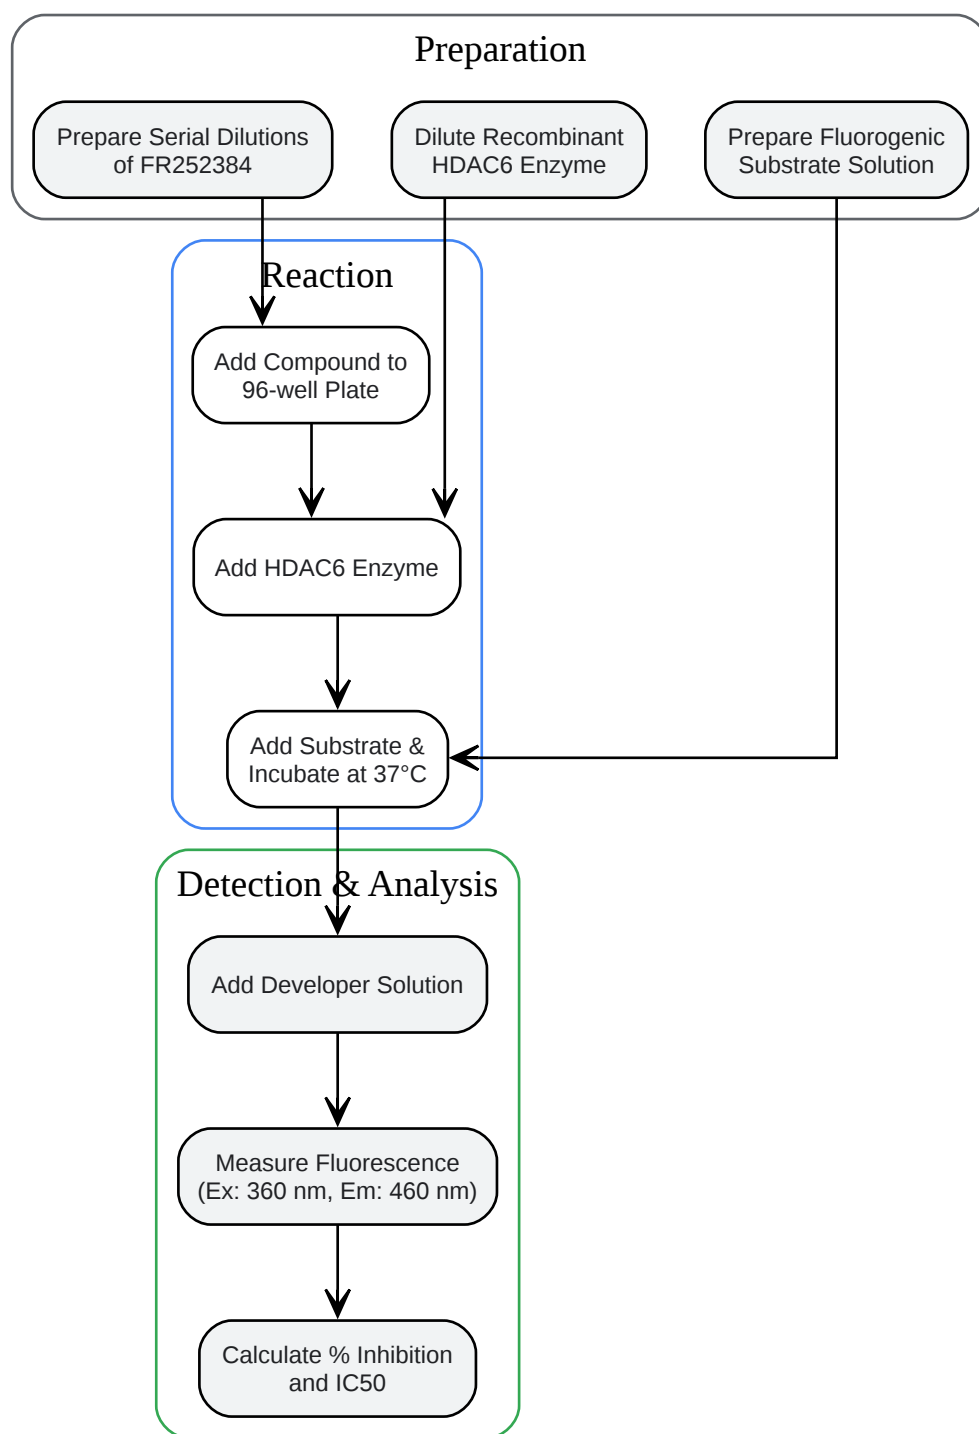 Preparation
Prepare Serial Dilutions
of FR252384
Dilute Recombinant
HDAC6 Enzyme
Prepare Fluorogenic
Substrate Solution
Reaction
Add Compound to
96-well Plate
Add HDAC6 Enzyme
Add Substrate &
Incubate at 37°C
Detection & Analysis
Add Developer Solution
Measure Fluorescence
(Ex: 360 nm, Em: 460 nm)
Calculate % Inhibition
and IC50